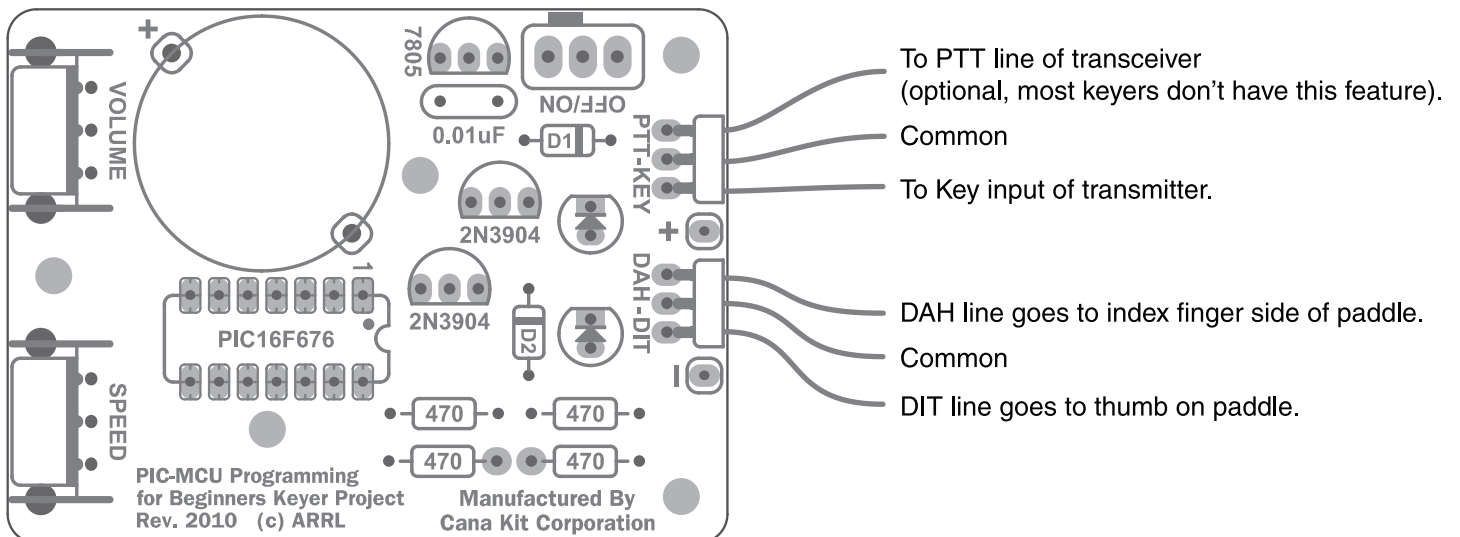 +
VOLUME
7805
OFF/ON
0.01uF
D1
PTT-KEY
2N3904
+
1
2N3904
PIC16F676
D2
DAH-DIT
–
SPEED
470
470
470
470
PIC-MCU Programming
for Beginners Keyer Project
Rev. 2010 (c) ARRL
Manufactured By
Cana Kit Corporation
To PTT line of transceiver
(optional, most keyers don't have this feature).
Common
To Key input of transmitter.
DAH line goes to index finger side of paddle.
Common
DIT line goes to thumb on paddle.